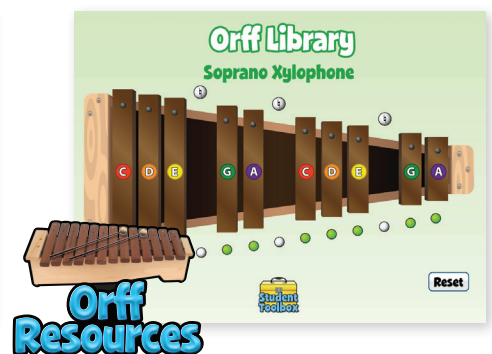 Orff Library
Soprano Xylophone
C D E G A C D E G A
Student
Toolbox
Reset
Orff
Resources